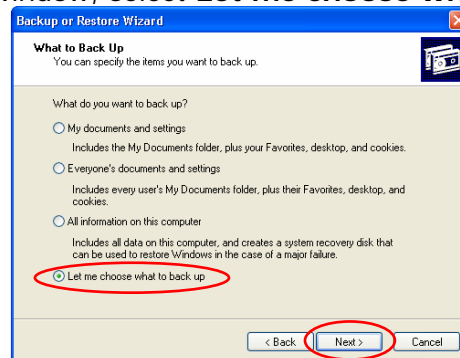 Backup or Restore Wizard
What to Back Up
You can specify the items you want to back up.
What do you want to back up?
My documents and settings
Includes the My Documents folder, plus your Favorites, desktop, and cookies.
Everyone's documents and settings
Includes every user's My Documents folder, plus their Favorites, desktop, and
cookies.
All information on this computer
Includes all data on this computer, and creates a system recovery disk that
can be used to restore Windows in the case of a major failure.
Let me choose what to back up
< Back
Next >
Cancel